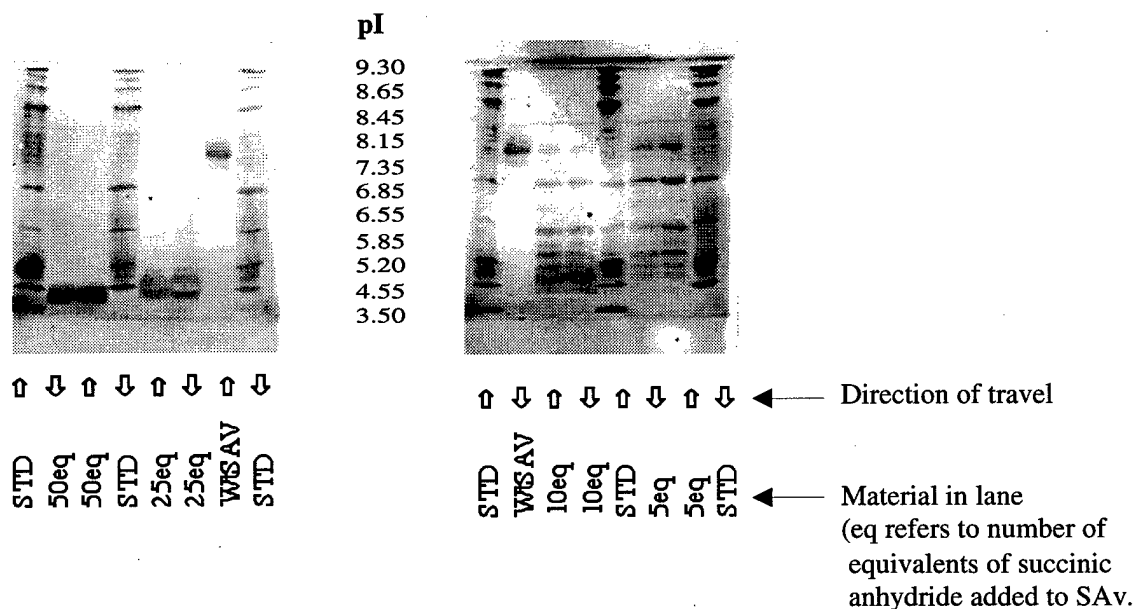 pI
9.30
8.65
8.45
8.15
7.35
6.85
6.55
5.85
5.20
4.55
3.50
Direction of travel
STD
50eq
50eq
STD
25eq
25eq
WTSAV
STD
STD
WTSAV
10eq
10eq
STD
5eq
5eq
STD
Material in lane
(eq refers to number of
equivalents of succinic
anhydride added to SAv.